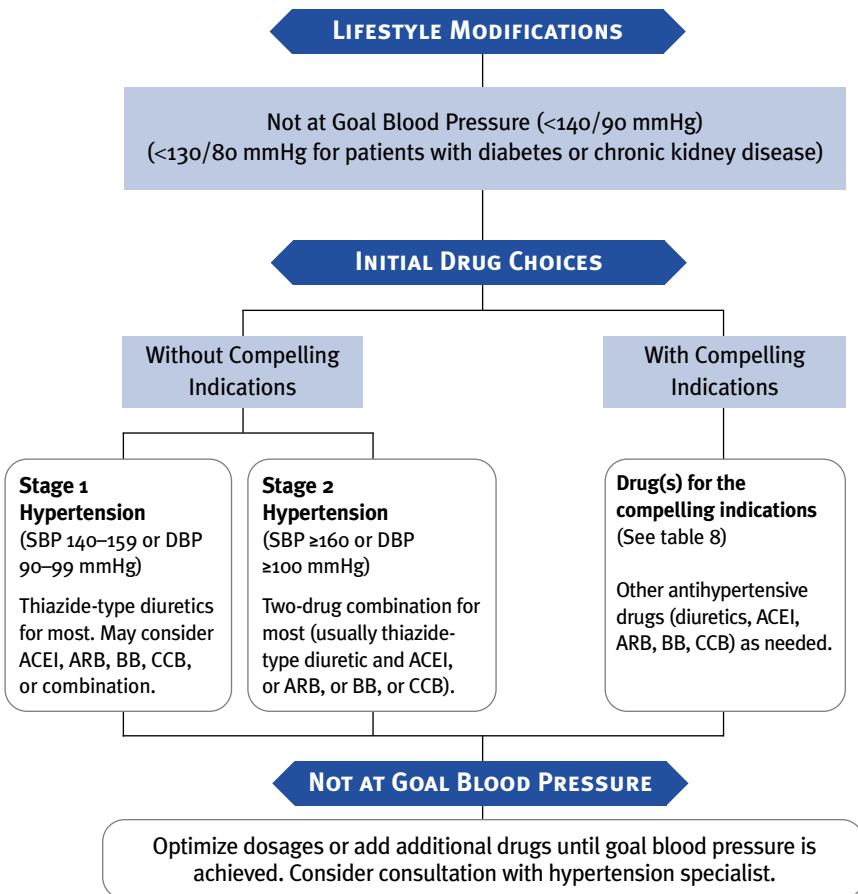 LIFESTYLE MODIFICATIONS
Not at Goal Blood Pressure (<140/90 mmHg)
(<130/80 mmHg for patients with diabetes or chronic kidney disease)
INITIAL DRUG CHOICES
Without Compelling
Indications
With Compelling
Indications
Stage 1
Hypertension
(SBP 140–159 or DBP
90–99 mmHg)
Thiazide-type diuretics
for most. May consider
ACEI, ARB, BB, CCB,
or combination.
Stage 2
Hypertension
(SBP ≥160 or DBP
≥100 mmHg)
Two-drug combination for
most (usually thiazide-
type diuretic and ACEI,
or ARB, or BB, or CCB).
Drug(s) for the
compelling indications
(See table 8)
Other antihypertensive
drugs (diuretics, ACEI,
ARB, BB, CCB) as needed.
NOT AT GOAL BLOOD PRESSURE
Optimize dosages or add additional drugs until goal blood pressure is
achieved. Consider consultation with hypertension specialist.